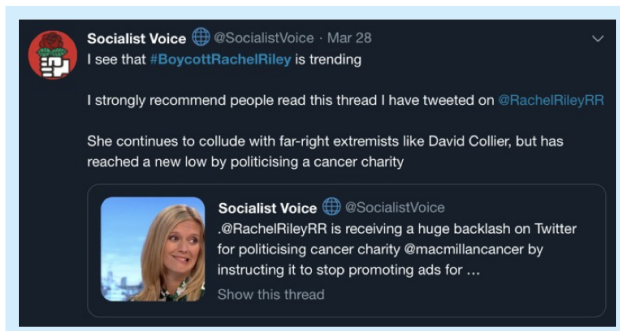 Socialist Voice @SocialistVoice · Mar 28
I see that #BoycottRachelRiley is trending
I strongly recommend people read this thread I have tweeted on @RachelRileyRR
She continues to collude with far-right extremists like David Collier, but has
reached a new low by politicising a cancer charity
Socialist Voice @SocialistVoice
.@RachelRileyRR is receiving a huge backlash on Twitter
for politicising cancer charity @macmillancancer by
instructing it to stop promoting ads for ...
Show this thread